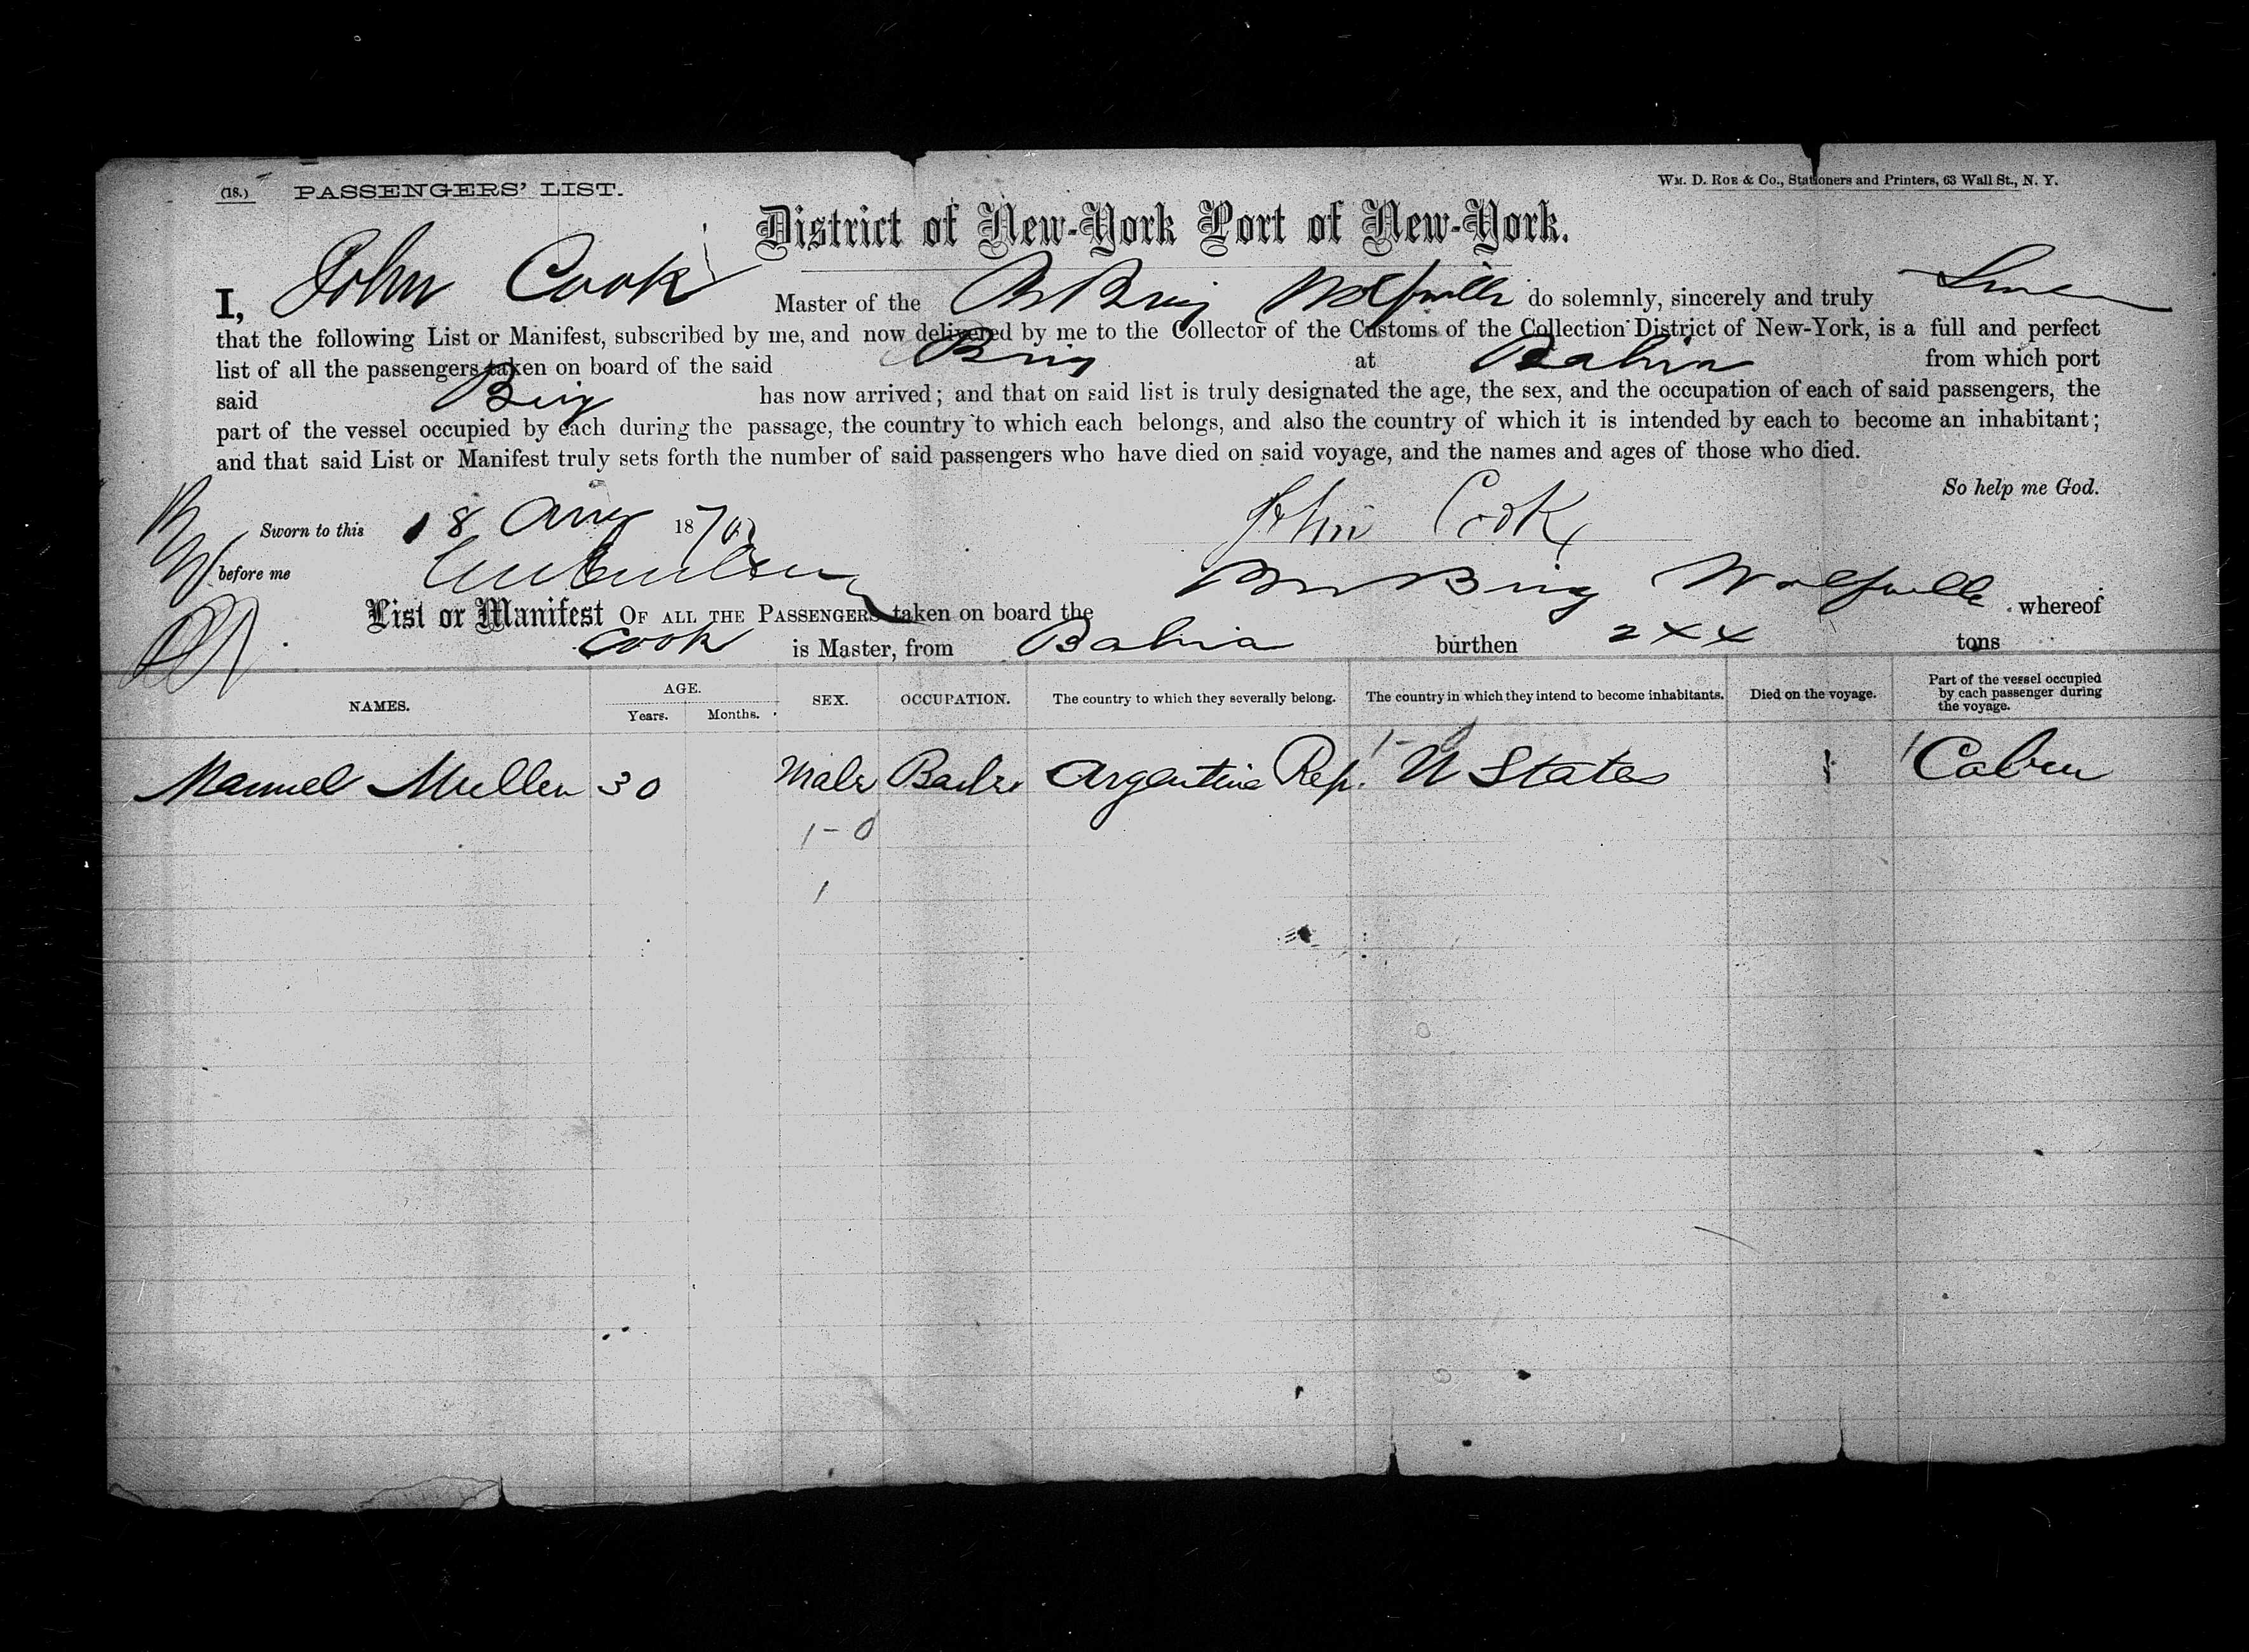 (18.) PASSENGERS' LIST.
WM. D. ROE & CO., Stationers and Printers, 63 Wall St., N. Y.
District of New-York Port of New-York.
I, John Cook Master of the Br Brig Wolfville do solemnly, sincerely and truly Swear
that the following List or Manifest, subscribed by me, and now delivered by me to the Collector of the Customs of the Collection District of New-York, is a full and perfect
list of all the passengers taken on board of the said Brig at Bahia from which port
said Brig has now arrived; and that on said list is truly designated the age, the sex, and the occupation of each of said passengers, the
part of the vessel occupied by each during the passage, the country to which each belongs, and also the country of which it is intended by each to become an inhabitant;
and that said List or Manifest truly sets forth the number of said passengers who have died on said voyage, and the names and ages of those who died.
So help me God.
Sworn to this 18 Aug 187 John Cook
before me
List or Manifest OF ALL THE PASSENGERS taken on board the Br Brig Wolfville whereof
Cook is Master, from Bahia burthen 2XX tons
NAMES. AGE. Years. Months. SEX. OCCUPATION. The country to which they severally belong. The country in which they intend to become inhabitants. Died on the voyage. Part of the vessel occupied by each passenger during the voyage.
1-0
Manuel Mullen 30 Male Argentine Rep. U States 1 Cabin
1-0
1